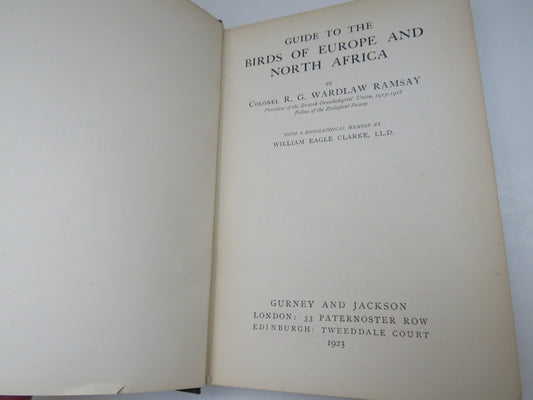 GUIDE TO THE
BIRDS OF EUROPE AND
NORTH AFRICA
BY
COLONEL R. G. WARDLAW RAMSAY
President of the British Ornithologists' Union, 1913-1918
Fellow of the Zoological Society
WITH A BIOGRAPHICAL MEMOIR BY
WILLIAM EAGLE CLARKE, LL.D.
GURNEY AND JACKSON
LONDON: 33 PATERNOSTER ROW
EDINBURGH: TWEEDDALE COURT
1923